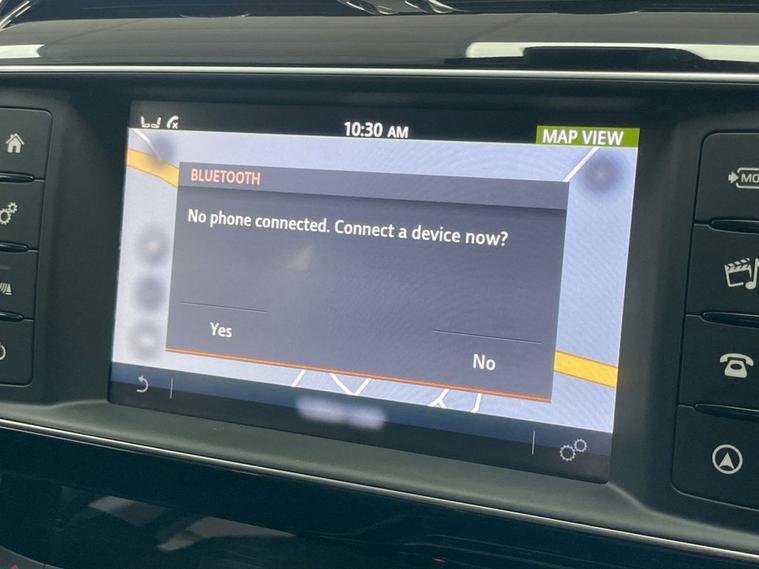 10:30 AM
MAP VIEW
BLUETOOTH
No phone connected. Connect a device now?
Yes
No